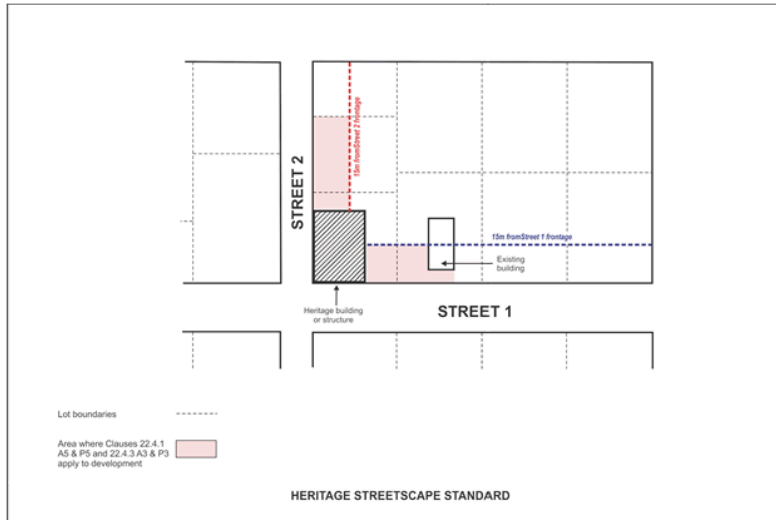 15m fromStreet 2 frontage
STREET 2
15m fromStreet 1 frontage
Existing
building
Heritage building
or structure
STREET 1
Lot boundaries
Area where Clauses 22.4.1
A5 & P5 and 22.4.3 A3 & P3
apply to development
HERITAGE STREETSCAPE STANDARD